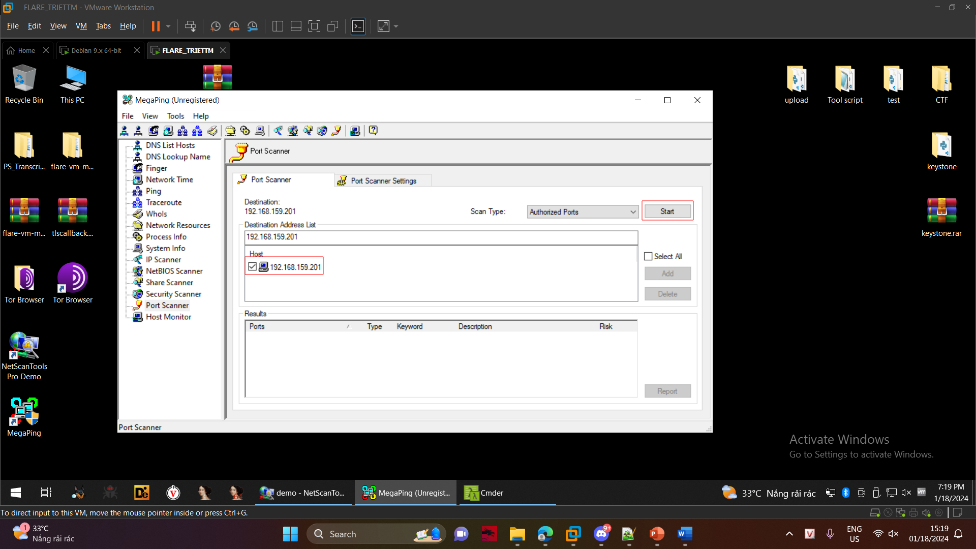 FLARE_TRIETTM - VMware Workstation
File Edit View VM Tabs Help
Home Debian 9.x 64-bit FLARE_TRIETTM
Recycle Bin
This PC
upload
Tool script
test
CTF
PS_Transcri...
flare-vm-m...
keystone
flare-vm-m...
tlscallback....
keystone.rar
Tor Browser
Tor Browser
NetScanTools
Pro Demo
MegaPing
MegaPing (Unregistered)
File View Tools Help
DNS List Hosts
DNS Lookup Name
Finger
Network Time
Ping
Traceroute
WhoIs
Network Resources
Process Info
System Info
IP Scanner
NetBIOS Scanner
Share Scanner
Security Scanner
Port Scanner
Host Monitor
Port Scanner
Port Scanner Port Scanner Settings
Destination:
192.168.159.201
Scan Type: Authorized Ports Start
Destination Address List
192.168.159.201
Host
192.168.159.201
Select All
Add
Delete
Results
Ports Type Keyword Description Risk
Report
Port Scanner
Activate Windows
Go to Settings to activate Windows.
demo - NetScanTo... MegaPing (Unregist... Cmder
33°C Nắng rải rác
7:19 PM
1/18/2024
To direct input to this VM, move the mouse pointer inside or press Ctrl+G.
33°C
Nắng rải rác
Search
ENG
US
15:19
01/18/2024